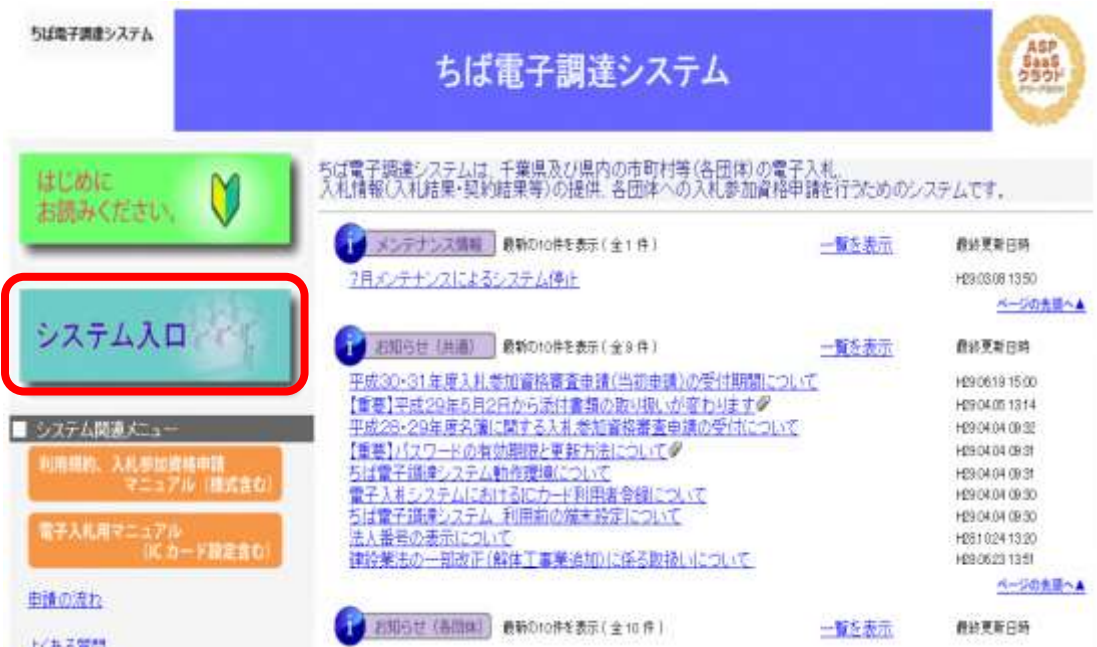 ちば電子調達システム
ちば電子調達システム
ASP
SaaS
クラウド
はじめに
お読みください。
ちば電子調達システムは、千葉県及び県内の市町村等(各団体)の電子入札、
入札情報(入札結果・契約結果等)の提供、各団体への入札参加資格申請を行うためのシステムです。
メンテナンス情報 最新の10件を表示(全1件) 一覧を表示 最終更新日時
7月メンテナンスによるシステム停止 H29.03.08 13:50
ページの先頭へ▲
システム入口
お知らせ(共通) 最新の10件を表示(全9件) 一覧を表示 最終更新日時
平成30・31年度入札参加資格審査申請(当初申請)の受付期間について H29.06.19 15:00
【重要】平成29年5月2日から添付書類の取り扱いが変わります H29.04.05 13:14
平成28・29年度名簿に関する入札参加資格審査申請の受付について H29.04.04 09:32
【重要】パスワードの有効期限と更新方法について H29.04.04 09:31
ちば電子調達システム動作環境について H29.04.04 09:31
電子入札システムにおけるICカード利用者登録について H29.04.04 09:30
ちば電子調達システム 利用前の端末設定について H29.04.04 09:30
法人番号の表示について H28.10.24 13:20
建設業法の一部改正(解体工事業追加)に係る取扱いについて H28.06.23 13:51
ページの先頭へ▲
■ システム関連メニュー
利用規約、入札参加資格申請
マニュアル(様式含む)
電子入札用マニュアル
(ICカード設定含む)
申請の流れ
よくある質問
お知らせ(各団体) 最新の10件を表示(全10件) 一覧を表示 最終更新日時